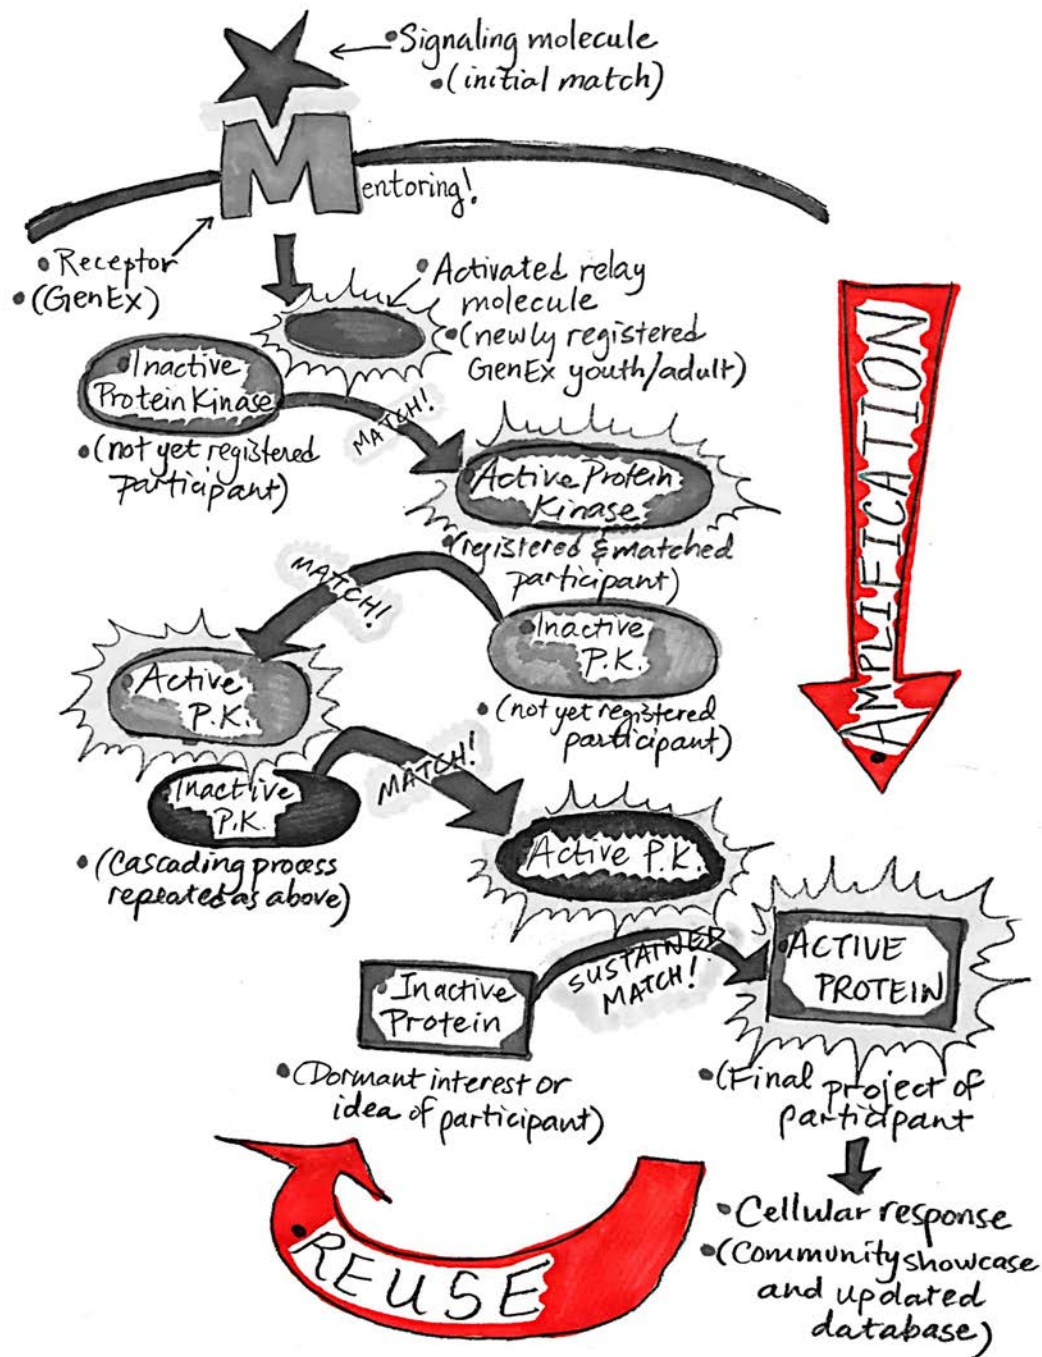 •Signaling molecule
•(initial match)
Mentoring!
•Receptor
•(GenEx)
•Activated relay
molecule
•(newly registered
GenEx youth/adult)
•Inactive
Protein Kinase
•(not yet registered
participant)
MATCH!
•Active Protein
Kinase
•(registered & matched
participant)
MATCH!
•Inactive
P.K.
•(not yet registered
participant)
•Active
P.K.
MATCH!
•Inactive
P.K.
•(Cascading process
repeated as above)
•Active P.K.
•AMPLIFICATION
SUSTAINED
MATCH!
•Inactive
Protein
•(Dormant interest or
idea of participant)
•ACTIVE
PROTEIN
•(Final project of
participant
•Cellular response
•(Community showcase
and updated
database)
•REUSE